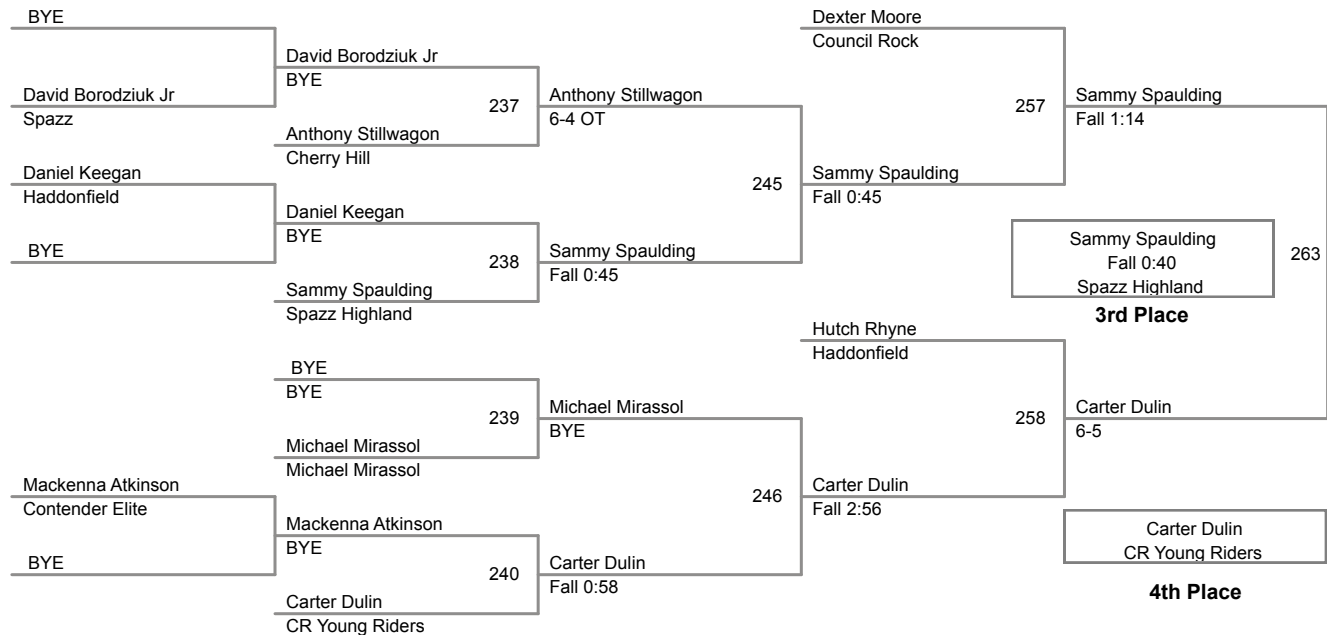 BYE
David Borodziuk Jr
Spazz
Daniel Keegan
Haddonfield
BYE
Mackenna Atkinson
Contender Elite
BYE
David Borodziuk Jr
BYE
237
Anthony Stillwagon
Cherry Hill
Daniel Keegan
BYE
238
Sammy Spaulding
Spazz Highland
BYE
BYE
239
Michael Mirassol
Michael Mirassol
Mackenna Atkinson
BYE
240
Carter Dulin
CR Young Riders
Anthony Stillwagon
6-4 OT
245
Sammy Spaulding
Fall 0:45
Michael Mirassol
BYE
246
Carter Dulin
Fall 0:58
Dexter Moore
Council Rock
257
Sammy Spaulding
Fall 0:45
Hutch Rhyne
Haddonfield
258
Carter Dulin
Fall 2:56
Sammy Spaulding
Fall 1:14
Sammy Spaulding
Fall 0:40
Spazz Highland
263
3rd Place
Carter Dulin
6-5
Carter Dulin
CR Young Riders
4th Place